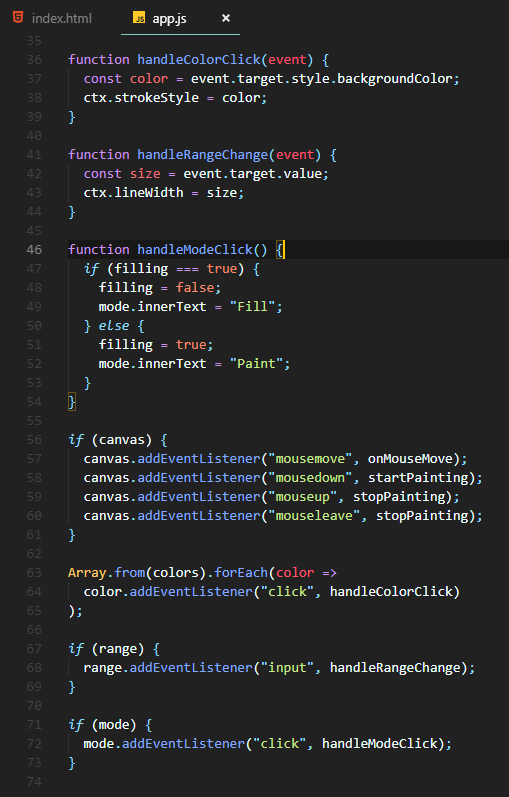 index.html
JS app.js ×
35
36 function handleColorClick(event) {
37   const color = event.target.style.backgroundColor;
38   ctx.strokeStyle = color;
39 }
40
41 function handleRangeChange(event) {
42   const size = event.target.value;
43   ctx.lineWidth = size;
44 }
45
46 function handleModeClick() {
47   if (filling === true) {
48     filling = false;
49     mode.innerText = "Fill";
50   } else {
51     filling = true;
52     mode.innerText = "Paint";
53   }
54 }
55
56 if (canvas) {
57   canvas.addEventListener("mousemove", onMouseMove);
58   canvas.addEventListener("mousedown", startPainting);
59   canvas.addEventListener("mouseup", stopPainting);
60   canvas.addEventListener("mouseleave", stopPainting);
61 }
62
63 Array.from(colors).forEach(color =>
64   color.addEventListener("click", handleColorClick)
65 );
66
67 if (range) {
68   range.addEventListener("input", handleRangeChange);
69 }
70
71 if (mode) {
72   mode.addEventListener("click", handleModeClick);
73 }
74